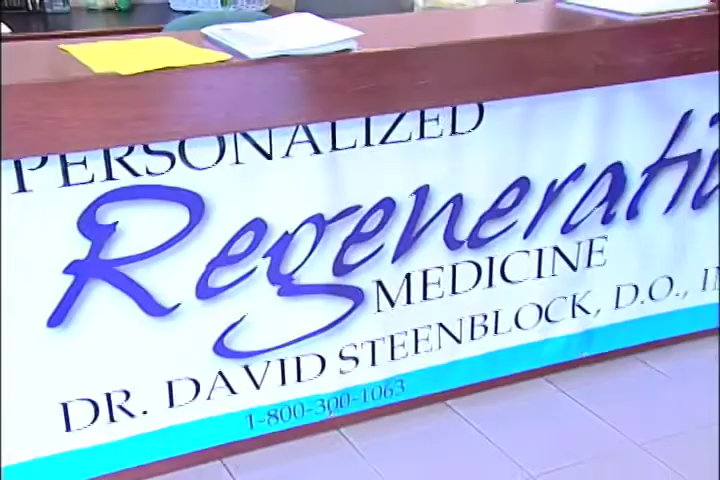 PERSONALIZED
Regenerati
MEDICINE
DR. DAVID STEENBLOCK, D.O., I
1-800-300-1063